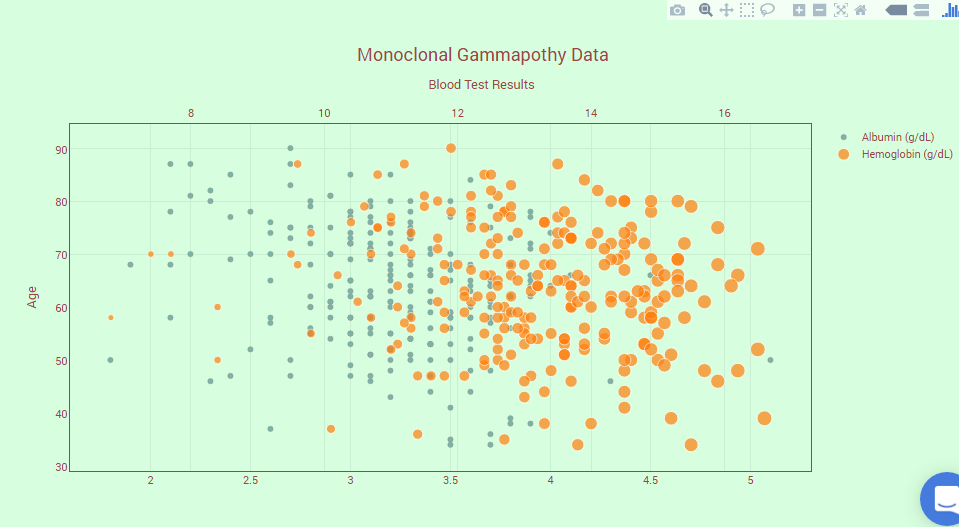 Monoclonal Gammapothy Data
Blood Test Results
8 10 12 14 16
Albumin (g/dL)
Hemoglobin (g/dL)
90
80
70
60
50
40
30
Age
2 2.5 3 3.5 4 4.5 5